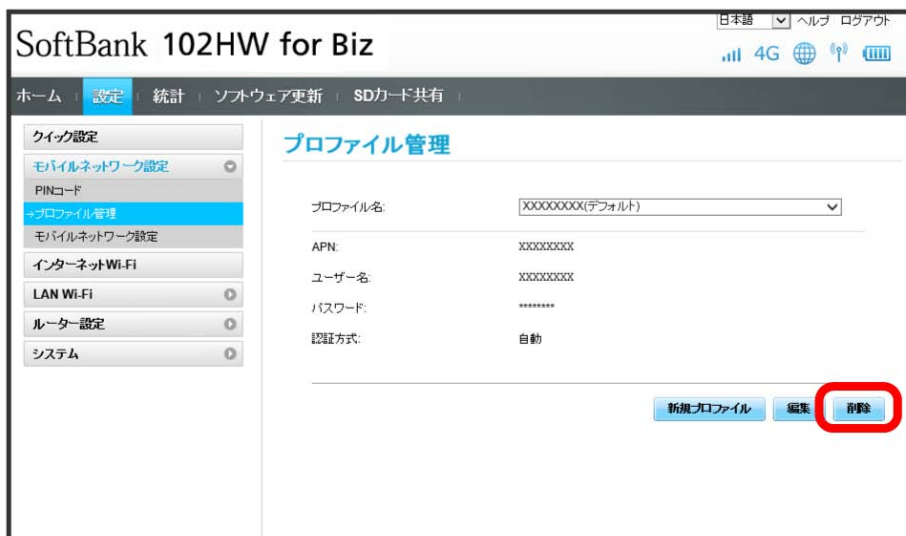 日本語 ヘルプ ログアウト
SoftBank 102HW for Biz
4G
ホーム 設定 統計 ソフトウェア更新 SDカード共有
クイック設定
モバイルネットワーク設定
PINコード
→プロファイル管理
モバイルネットワーク設定
インターネットWi-Fi
LAN Wi-Fi
ルーター設定
システム
プロファイル管理
プロファイル名: XXXXXXXX(デフォルト)
APN: XXXXXXXX
ユーザー名: XXXXXXXX
パスワード: ********
認証方式: 自動
新規プロファイル 編集 削除